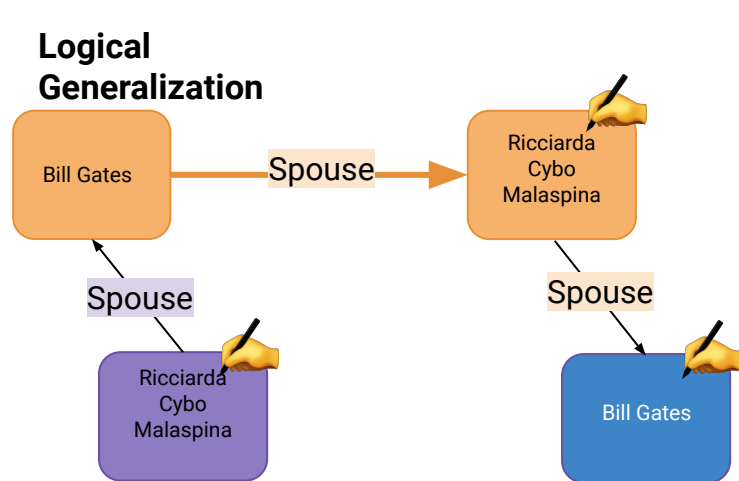 Logical
Generalization
Bill Gates
Spouse
Ricciarda
Cybo
Malaspina
Spouse
Spouse
Ricciarda
Cybo
Malaspina
Bill Gates